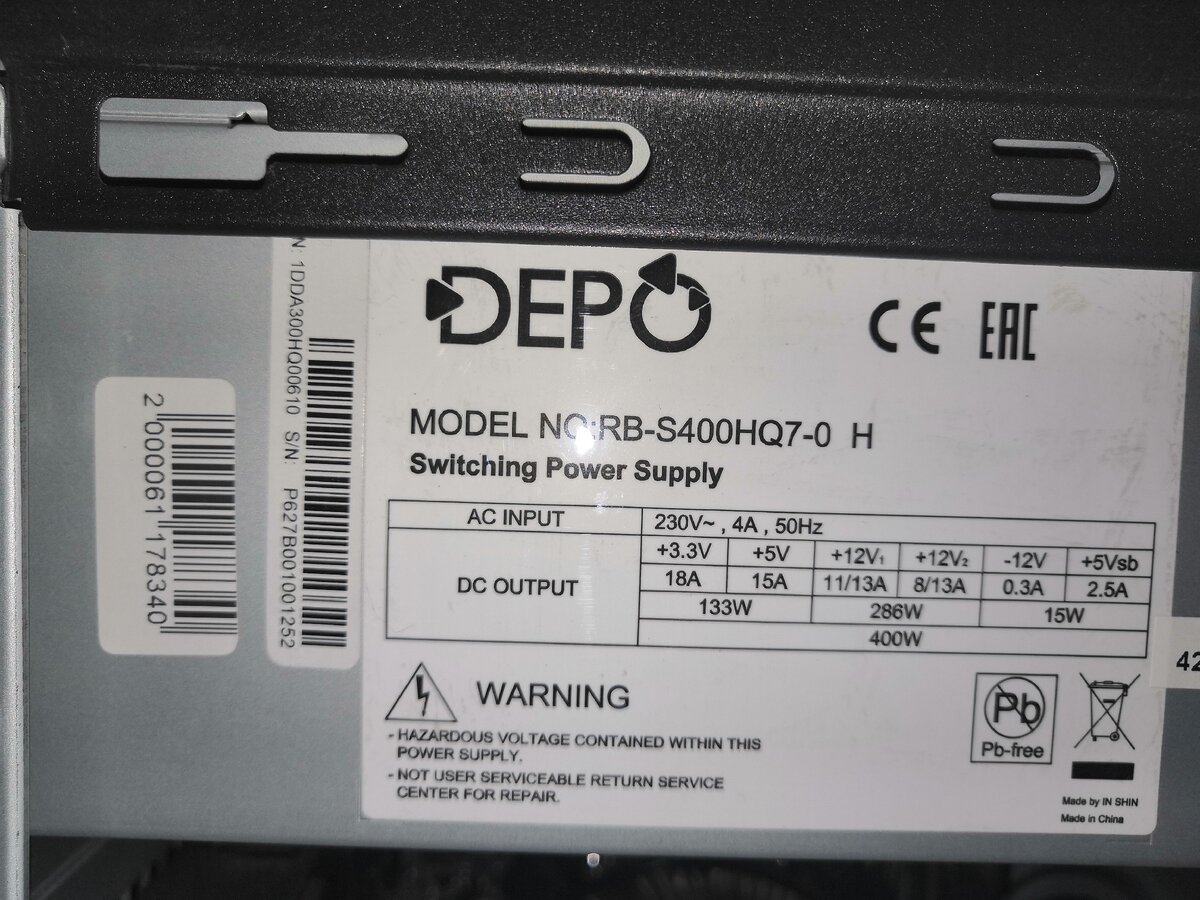 N: 1DDA300HQ00610 S/N: P627B001001252
2 000061 178340
DEPO
CE EAC
MODEL NO:RB-S400HQ7-0 H
Switching Power Supply
AC INPUT 230V~ , 4A , 50Hz
DC OUTPUT
+3.3V +5V +12V₁ +12V₂ -12V +5Vsb
18A 15A 11/13A 8/13A 0.3A 2.5A
133W 286W 15W
400W
42
WARNING
- HAZARDOUS VOLTAGE CONTAINED WITHIN THIS
POWER SUPPLY.
- NOT USER SERVICEABLE RETURN SERVICE
CENTER FOR REPAIR.
Pb
Pb-free
Made by IN SHIN
Made in China